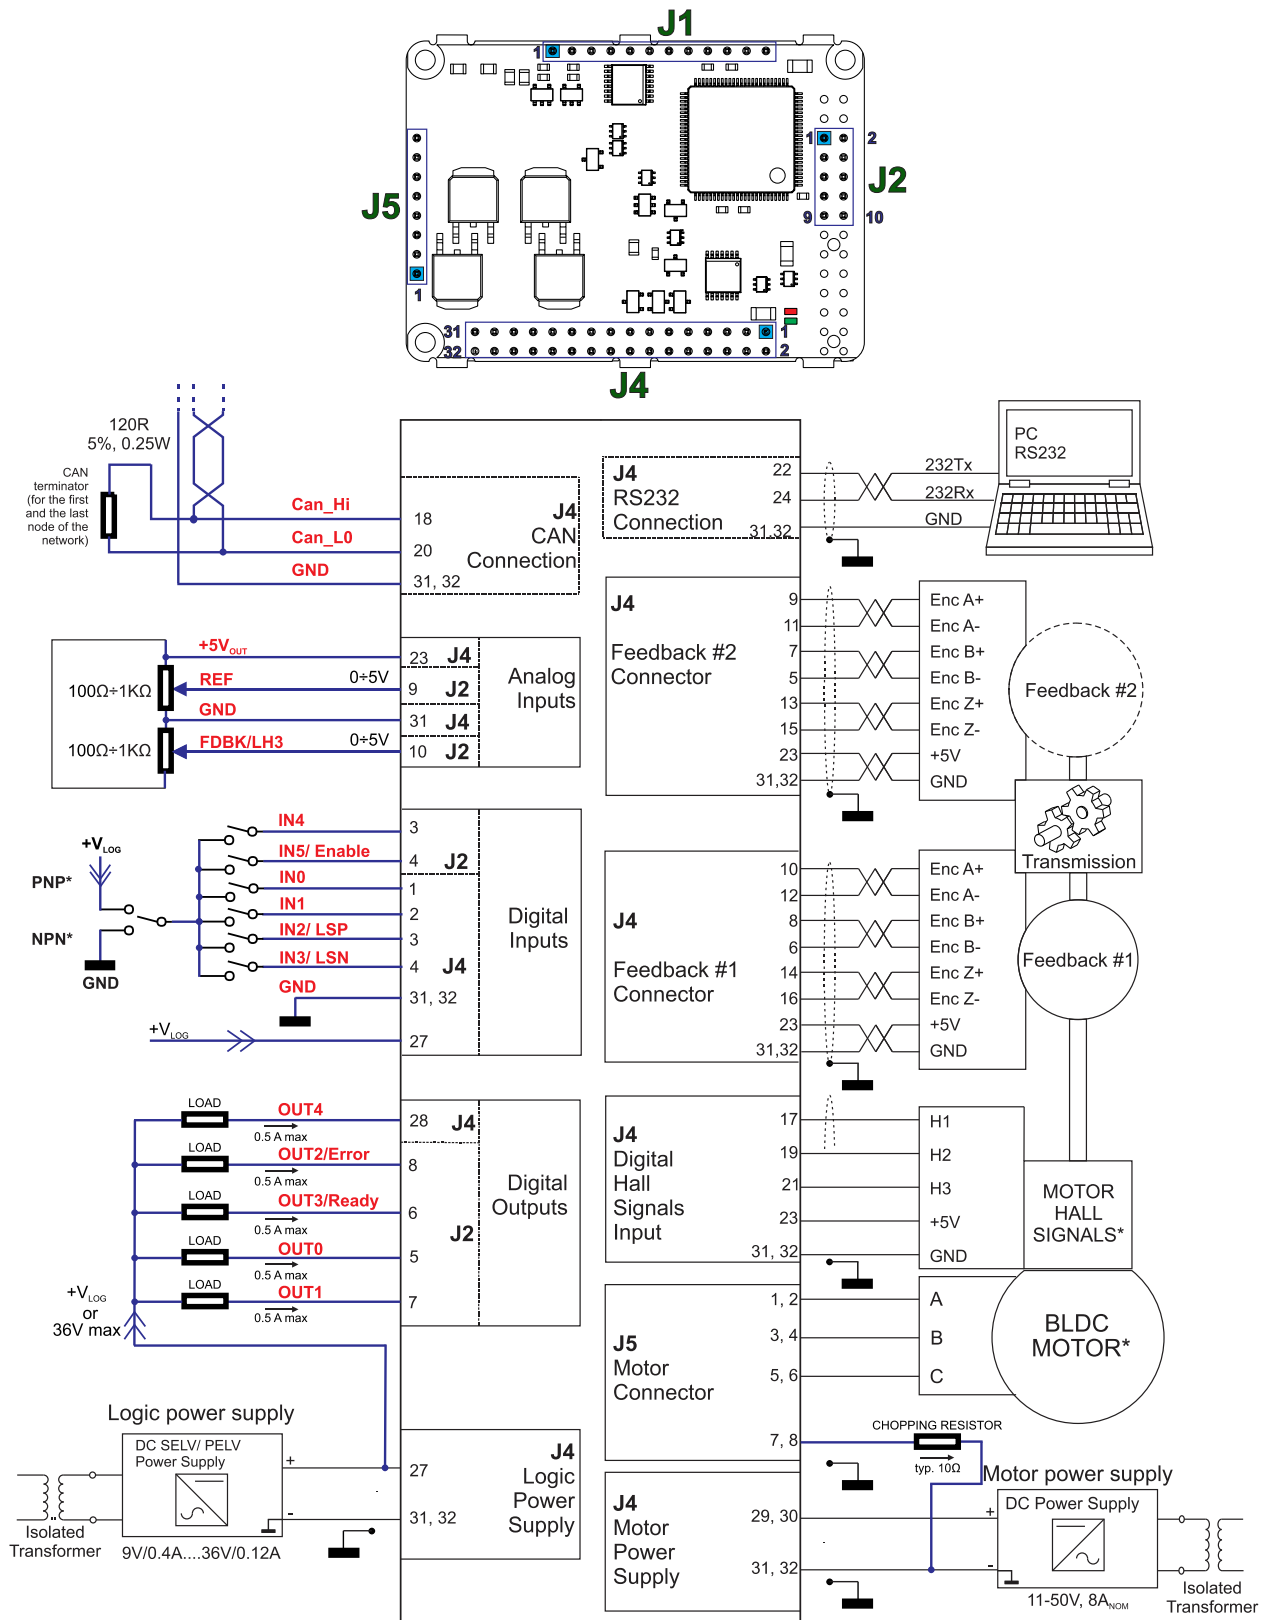 J1
1
1
2
J2
9
10
J5
1
31
32
1
2
J4
120R
5%, 0.25W
CAN
terminator
(for the first
and the last
node of the
network)
Can_Hi
18
Can_L0
20
GND
31, 32
J4
CAN
Connection
J4
RS232
Connection
22
24
31,32
232Tx
232Rx
GND
PC
RS232
100Ω÷1KΩ
100Ω÷1KΩ
+5VOUT
23
J4
REF
0÷5V
9
J2
GND
31
J4
FDBK/LH3
0÷5V
10
J2
Analog
Inputs
J4
Feedback #2
Connector
9
11
7
5
13
15
23
31,32
Enc A+
Enc A-
Enc B+
Enc B-
Enc Z+
Enc Z-
+5V
GND
Feedback #2
Transmission
+VLOG
PNP*
NPN*
GND
IN4
3
IN5/ Enable
4
J2
IN0
1
IN1
2
IN2/ LSP
3
IN3/ LSN
4
J4
GND
31, 32
+VLOG
27
Digital
Inputs
J4
Feedback #1
Connector
10
12
8
6
14
16
23
31,32
Enc A+
Enc A-
Enc B+
Enc B-
Enc Z+
Enc Z-
+5V
GND
Feedback #1
LOAD
OUT4
0.5 A max
28
J4
LOAD
OUT2/Error
0.5 A max
8
LOAD
OUT3/Ready
0.5 A max
6
LOAD
OUT0
0.5 A max
5
LOAD
OUT1
0.5 A max
7
J2
Digital
Outputs
+VLOG
or
36V max
J4
Digital
Hall
Signals
Input
17
19
21
23
31, 32
H1
H2
H3
+5V
GND
MOTOR
HALL
SIGNALS*
J5
Motor
Connector
1, 2
3, 4
5, 6
7, 8
A
B
C
BLDC
MOTOR*
CHOPPING RESISTOR
typ. 10Ω
Logic power supply
DC SELV/ PELV
Power Supply
+
-
Isolated
Transformer
9V/0.4A....36V/0.12A
27
31, 32
J4
Logic
Power
Supply
J4
Motor
Power
Supply
29, 30
31, 32
Motor power supply
DC Power Supply
+
-
11-50V, 8ANOM
Isolated
Transformer